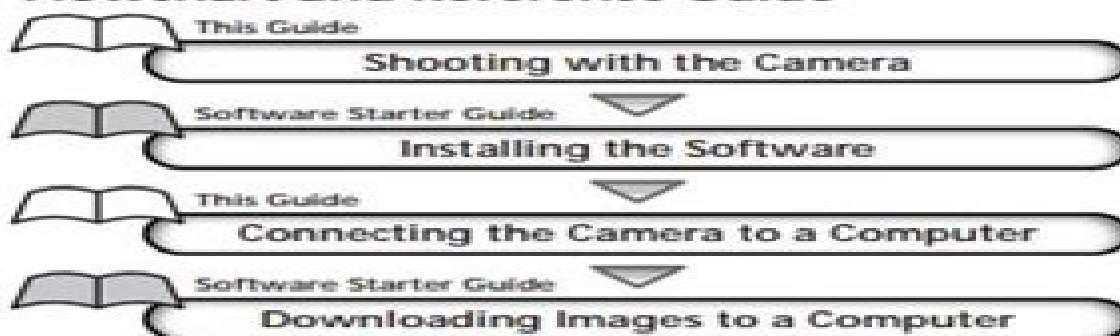 This Guide
Shooting with the Camera
Software Starter Guide
Installing the Software
This Guide
Connecting the Camera to a Computer
Software Starter Guide
Downloading Images to a Computer